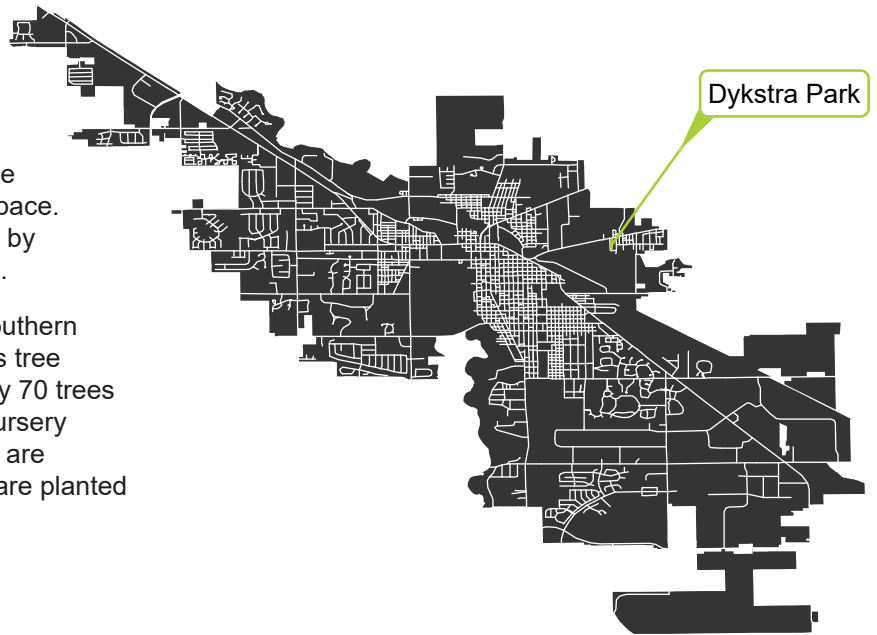 Dykstra Park
e
pace.
by
.
outhern
s tree
y 70 trees
ursery
are
are planted